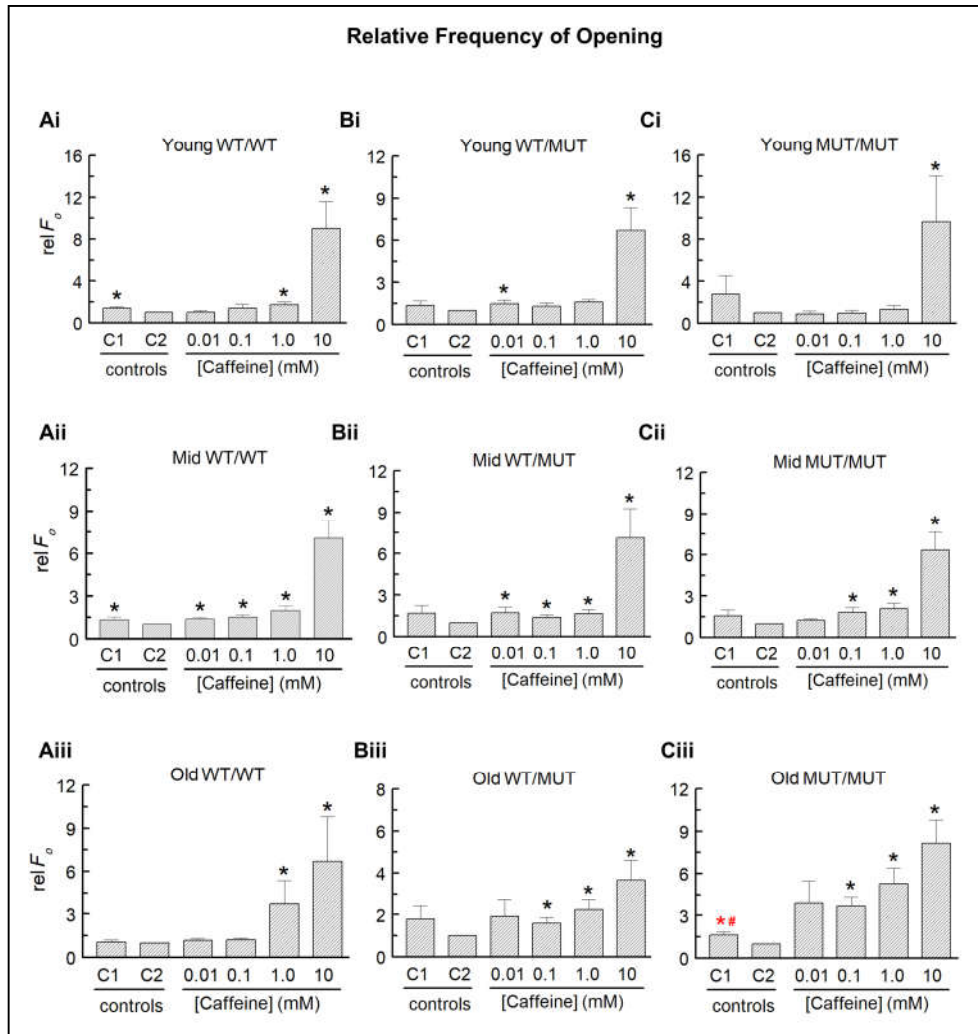 Relative Frequency of Opening
Ai
Young WT/WT
rel Fo
16
12
8
4
0
*
*
*
C1 C2 0.01 0.1 1.0 10
controls [Caffeine] (mM)
Bi
Young WT/MUT
12
9
6
3
0
*
*
C1 C2 0.01 0.1 1.0 10
controls [Caffeine] (mM)
Ci
Young MUT/MUT
16
12
8
4
0
*
C1 C2 0.01 0.1 1.0 10
controls [Caffeine] (mM)
Aii
Mid WT/WT
rel Fo
12
9
6
3
0
* * * * *
C1 C2 0.01 0.1 1.0 10
controls [Caffeine] (mM)
Bii
Mid WT/MUT
12
9
6
3
0
* * * *
C1 C2 0.01 0.1 1.0 10
controls [Caffeine] (mM)
Cii
Mid MUT/MUT
12
9
6
3
0
* * *
C1 C2 0.01 0.1 1.0 10
controls [Caffeine] (mM)
Aiii
Old WT/WT
rel Fo
12
9
6
3
0
* *
C1 C2 0.01 0.1 1.0 10
controls [Caffeine] (mM)
Biii
Old WT/MUT
8
6
4
2
0
* * *
C1 C2 0.01 0.1 1.0 10
controls [Caffeine] (mM)
Ciii
Old MUT/MUT
12
9
6
3
0
*# * * *
C1 C2 0.01 0.1 1.0 10
controls [Caffeine] (mM)